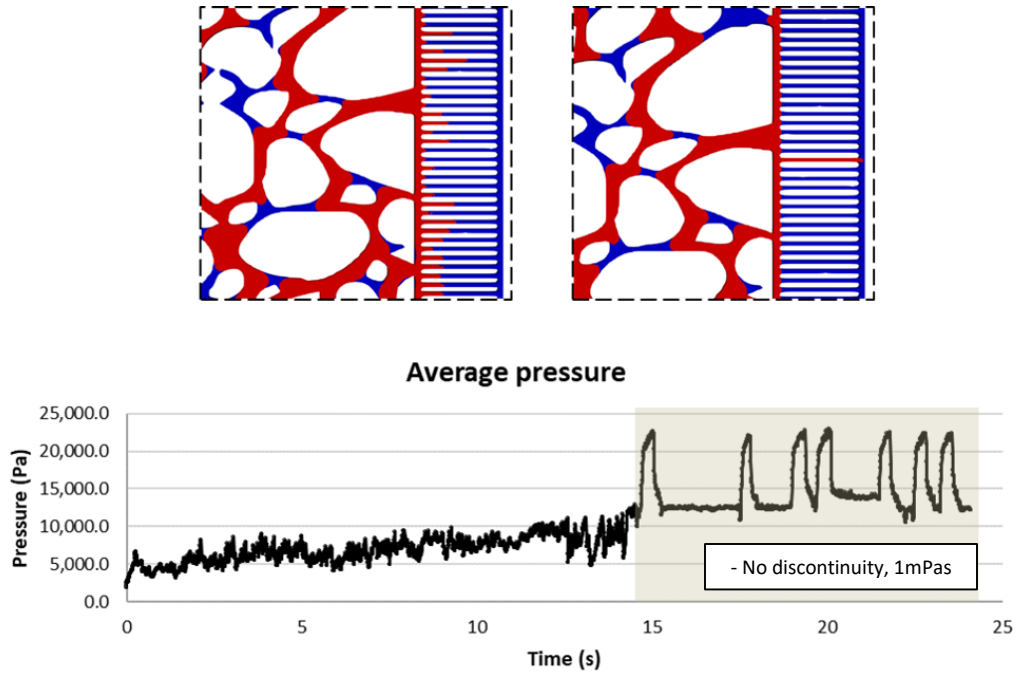 Average pressure
25,000.0
20,000.0
15,000.0
10,000.0
5,000.0
0.0
Pressure (Pa)
- No discontinuity, 1mPas
0 5 10 15 20 25
Time (s)